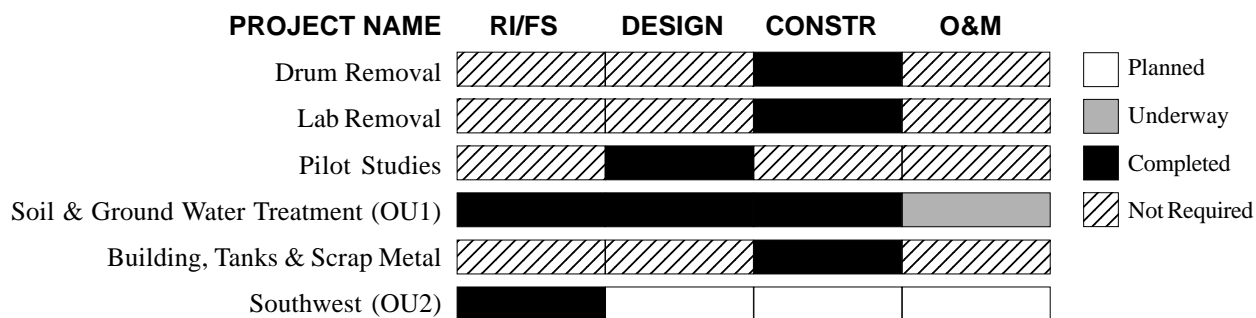 PROJECT NAME RI/FS DESIGN CONSTR O&M
Drum Removal
Lab Removal
Pilot Studies
Soil & Ground Water Treatment (OU1)
Building, Tanks & Scrap Metal
Southwest (OU2)
Planned
Underway
Completed
Not Required